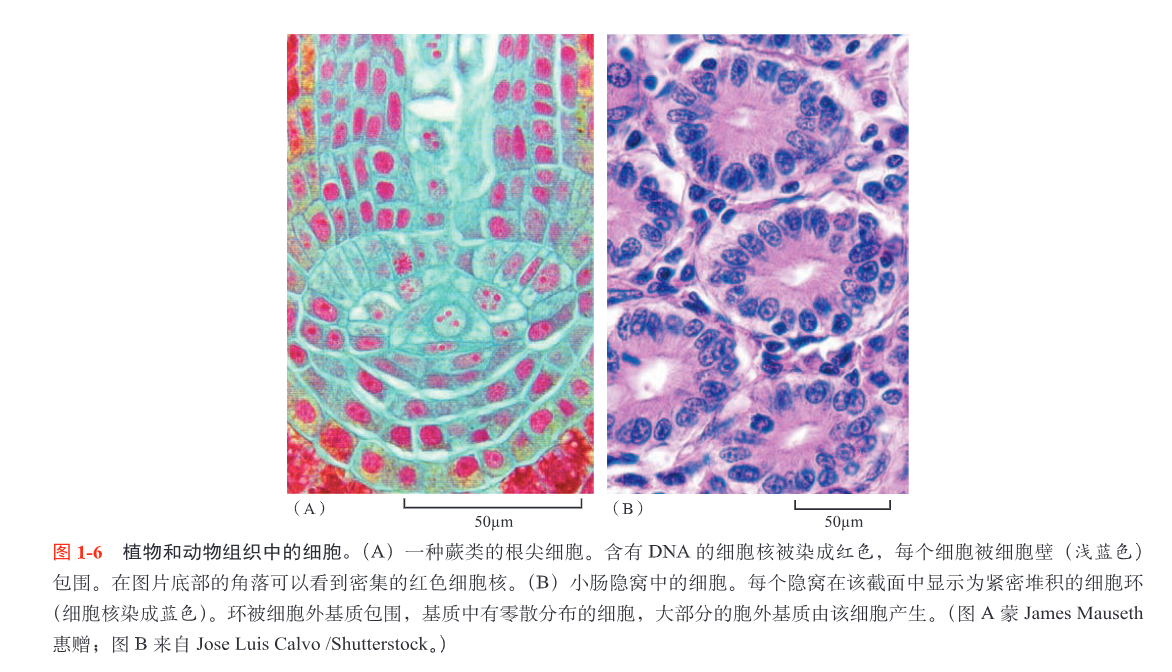 （A）
50μm
（B）
50μm
图 1-6 植物和动物组织中的细胞。（A）一种蕨类的根尖细胞。含有 DNA 的细胞核被染成红色，每个细胞被细胞壁（浅蓝色）
包围。在图片底部的角落可以看到密集的红色细胞核。（B）小肠隐窝中的细胞。每个隐窝在该截面中显示为紧密堆积的细胞环
（细胞核染成蓝色）。环被细胞外基质包围，基质中有零散分布的细胞，大部分的胞外基质由该细胞产生。（图 A 蒙 James Mauseth
惠赠；图 B 来自 Jose Luis Calvo /Shutterstock。）